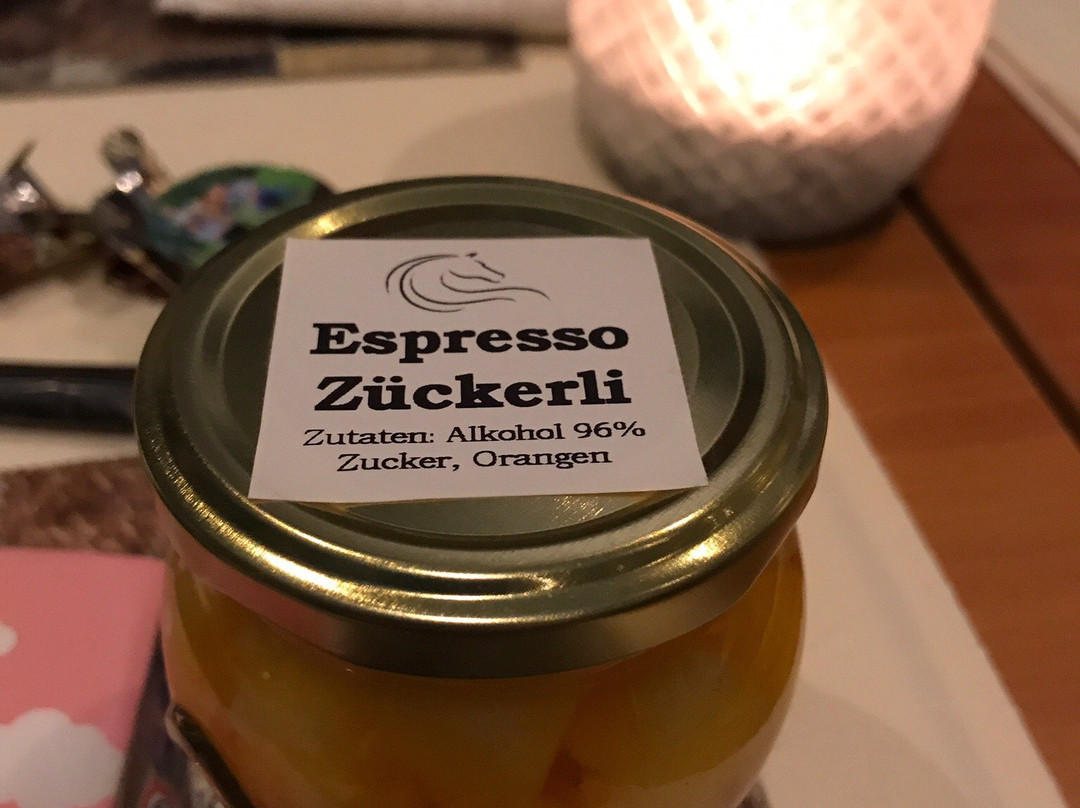 Espresso
Zückerli
Zutaten: Alkohol 96%
Zucker, Orangen